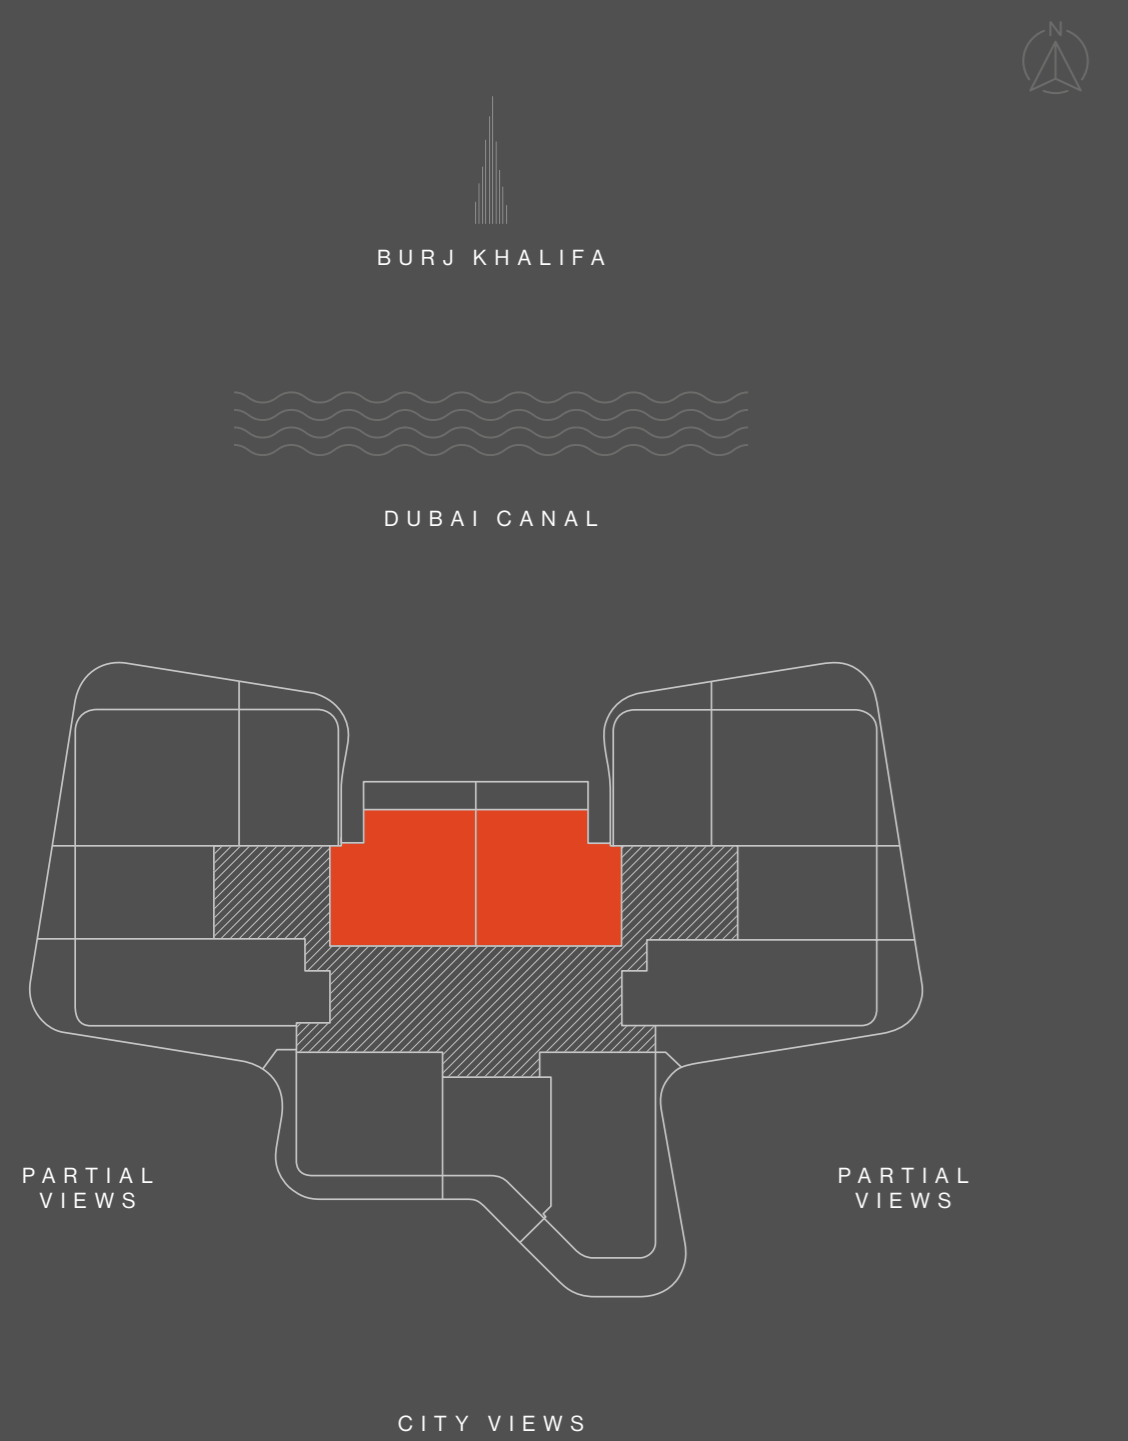 N
BURJ KHALIFA
DUBAI CANAL
PARTIAL
VIEWS
PARTIAL
VIEWS
CITY VIEWS